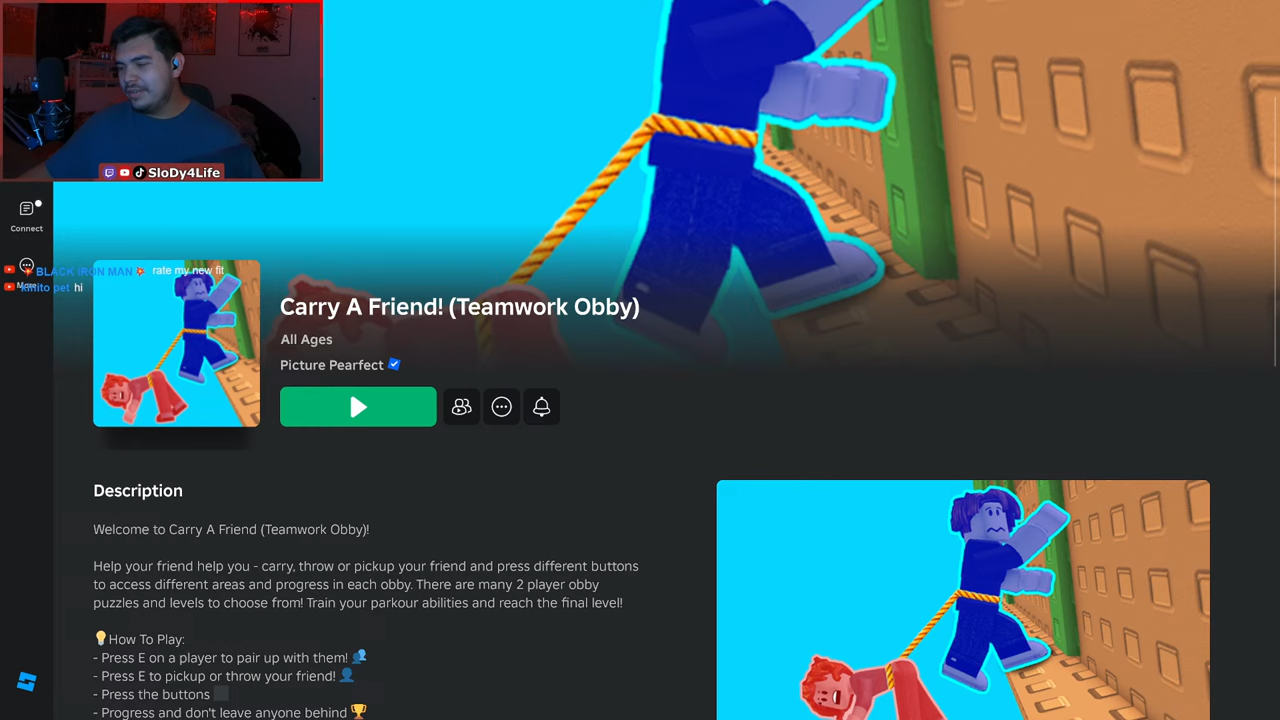 SloDy4Life
Connect
More
BLACK IRON MAN rate my new fit
kinito pet hi
Carry A Friend! (Teamwork Obby)
All Ages
Picture Pearfect
Description
Welcome to Carry A Friend (Teamwork Obby)!
Help your friend help you - carry, throw or pickup your friend and press different buttons
to access different areas and progress in each obby. There are many 2 player obby
puzzles and levels to choose from! Train your parkour abilities and reach the final level!
💡How To Play:
- Press E on a player to pair up with them! 👥
- Press E to pickup or throw your friend! 👤
- Press the buttons
- Progress and don't leave anyone behind 🏆